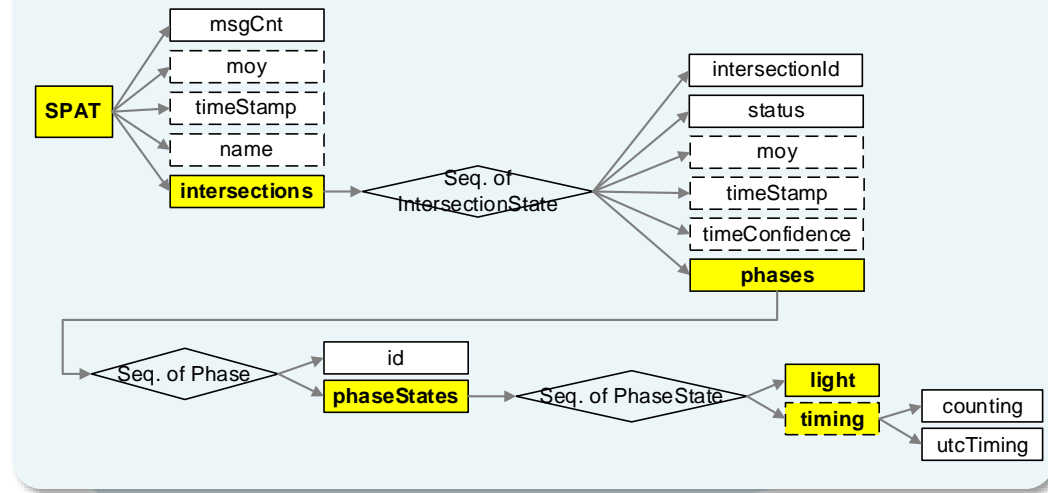 SPAT
msgCnt
moy
timeStamp
name
intersections
Seq. of
IntersectionState
intersectionId
status
moy
timeStamp
timeConfidence
phases
Seq. of Phase
id
phaseStates
Seq. of PhaseState
light
timing
counting
utcTiming